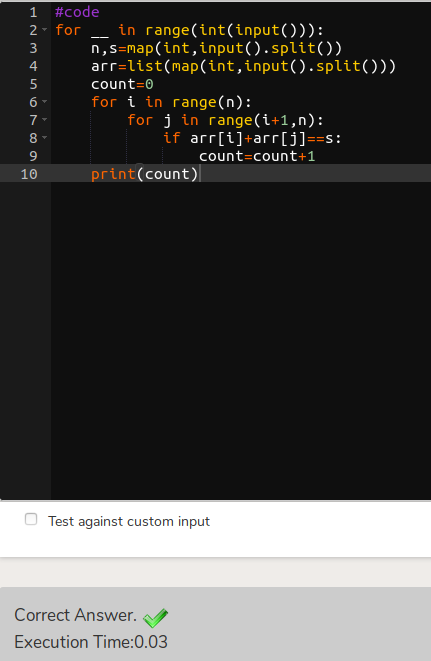 1 #code
2 for __ in range(int(input())):
3     n,s=map(int,input().split())
4     arr=list(map(int,input().split()))
5     count=0
6     for i in range(n):
7         for j in range(i+1,n):
8             if arr[i]+arr[j]==s:
9                 count=count+1
10     print(count)
Test against custom input
Correct Answer.
Execution Time:0.03